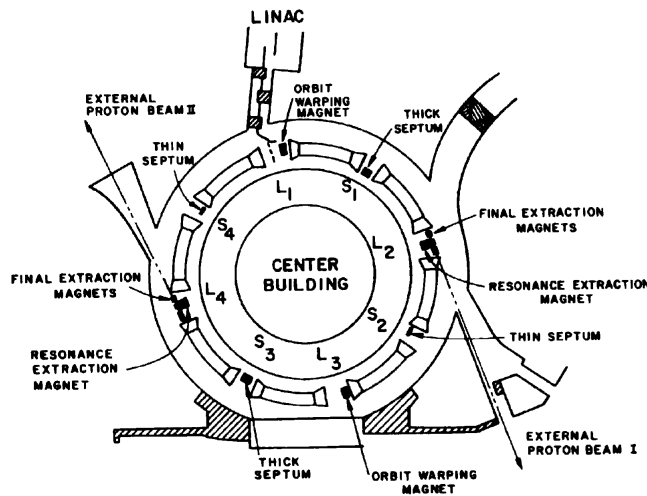 LINAC
EXTERNAL
PROTON BEAM II
ORBIT
WARPING
MAGNET
THICK
SEPTUM
THIN
SEPTUM
L1
S1
S4
L2
FINAL EXTRACTION
MAGNETS
CENTER
BUILDING
FINAL EXTRACTION
MAGNETS
L4
RESONANCE
EXTRACTION
MAGNET
S2
THIN SEPTUM
S3
L3
RESONANCE
EXTRACTION
MAGNET
THICK
SEPTUM
ORBIT WARPING
MAGNET
EXTERNAL
PROTON BEAM I